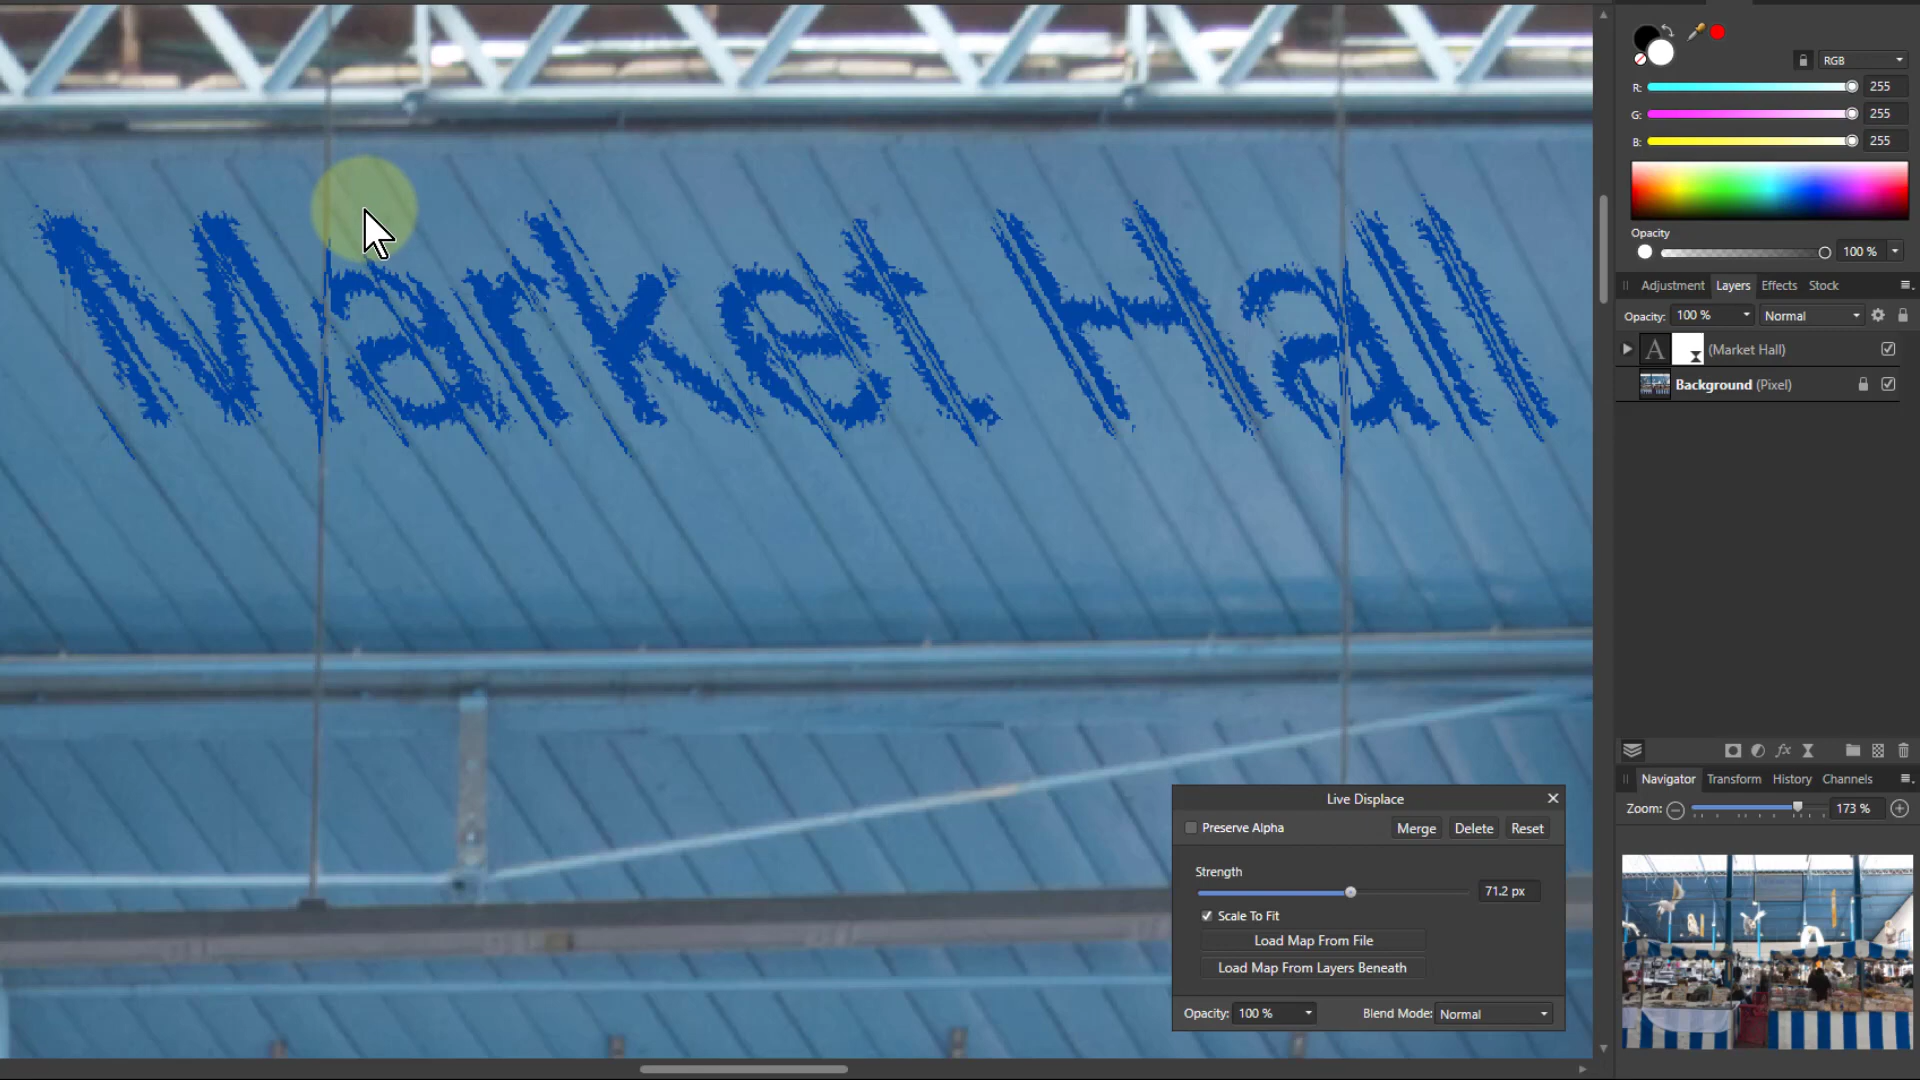 RGB
R: 255
G: 255
B: 255
Opacity
100 %
Market Hall
Adjustment Layers Effects Stock
Opacity: 100 % Normal
A (Market Hall)
Background (Pixel)
fx
Navigator Transform History Channels
Zoom: 173 %
Live Displace
Preserve Alpha Merge Delete Reset
Strength
71.2 px
Scale To Fit
Load Map From File
Load Map From Layers Beneath
Opacity: 100 % Blend Mode: Normal